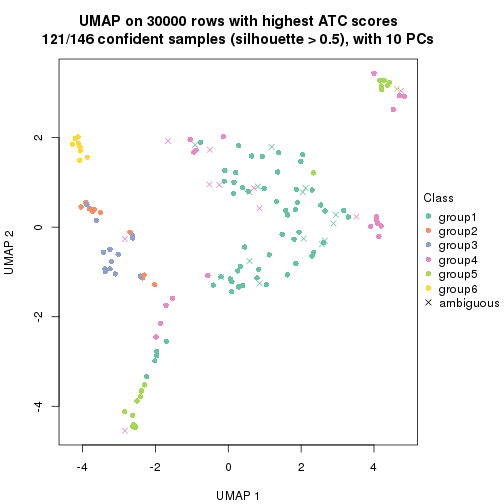 UMAP on 30000 rows with highest ATC scores
121/146 confident samples (silhouette > 0.5), with 10 PCs
UMAP 2
2
0
-2
-4
-4
-2
0
2
4
UMAP 1
Class
group1
group2
group3
group4
group5
group6
ambiguous